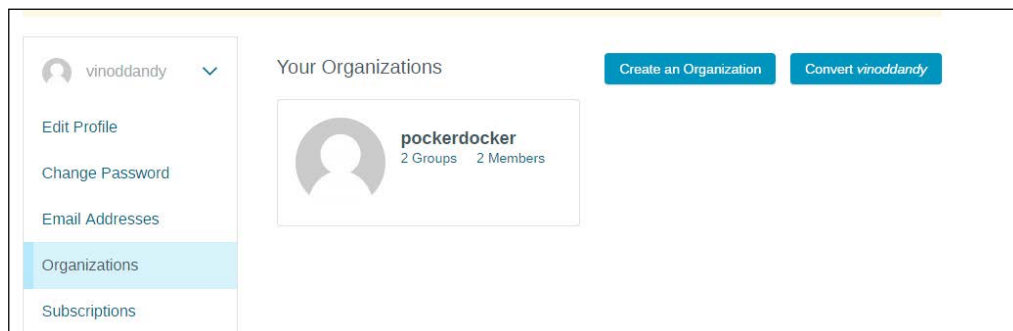 vinoddandy
Edit Profile
Change Password
Email Addresses
Organizations
Subscriptions
Your Organizations
Create an Organization
Convert vinoddandy
pockerdocker
2 Groups 2 Members